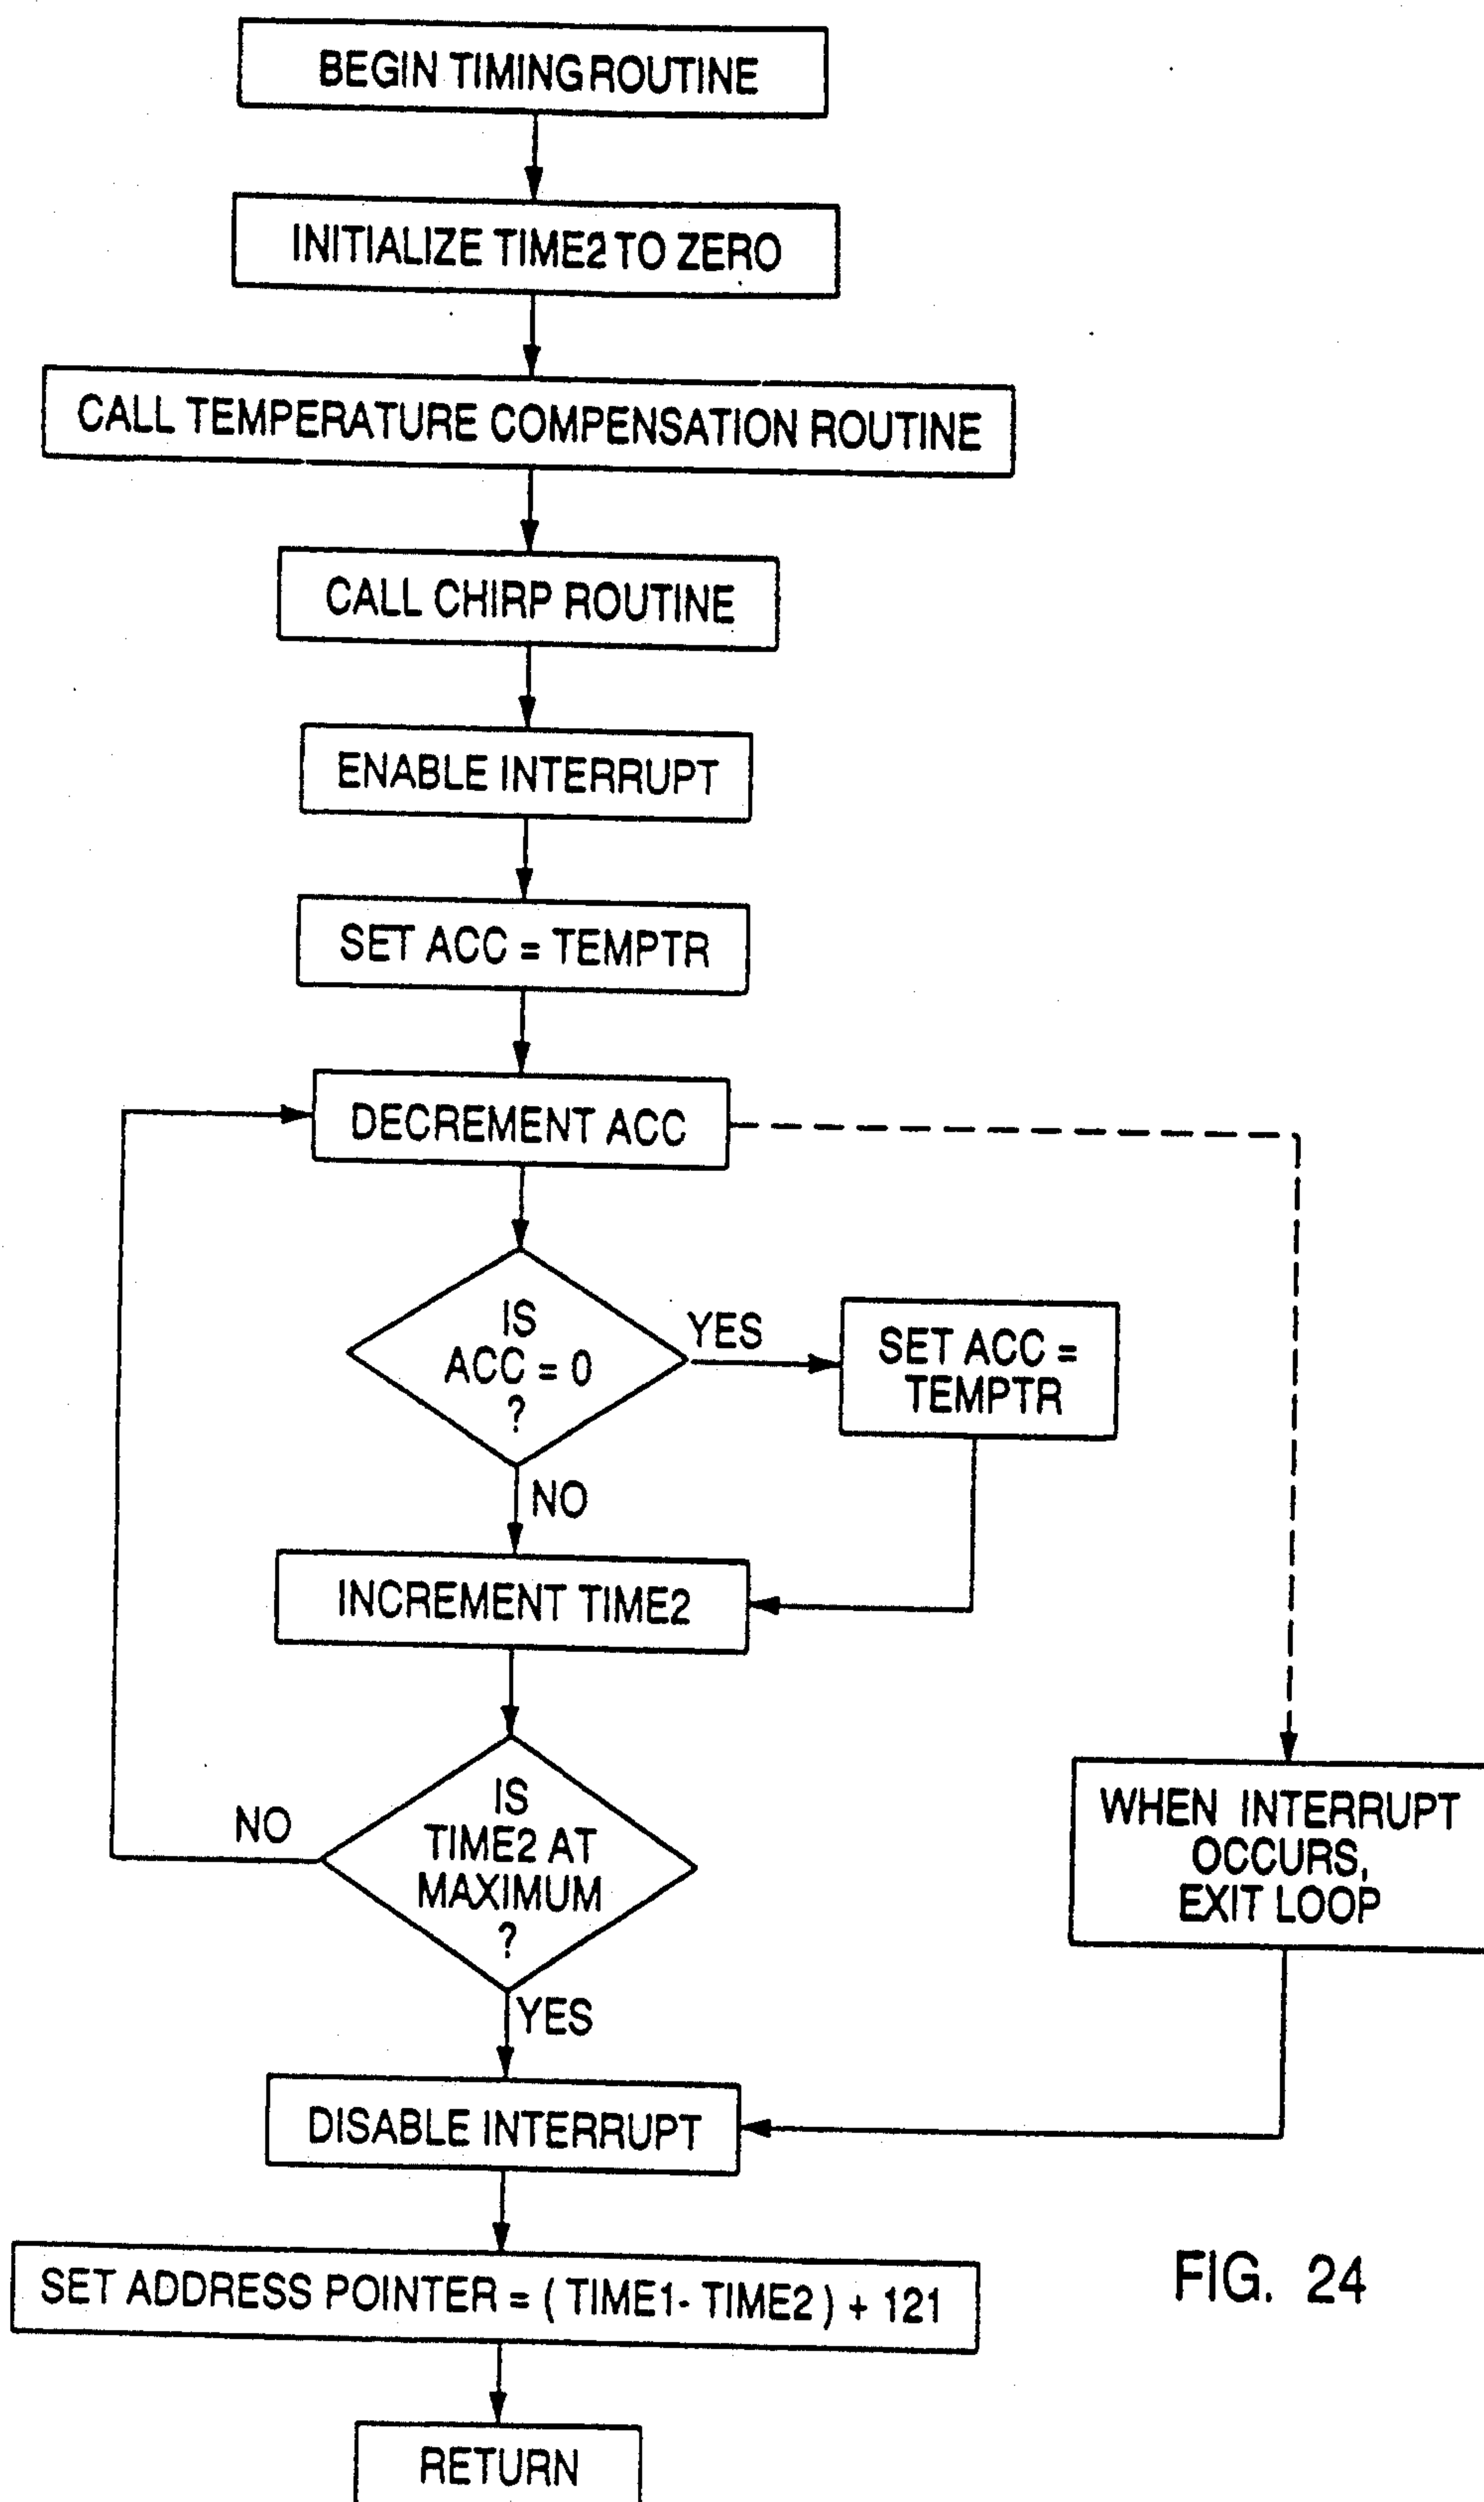 BEGIN TIMING ROUTINE
INITIALIZE TIME2 TO ZERO
CALL TEMPERATURE COMPENSATION ROUTINE
CALL CHIRP ROUTINE
ENABLE INTERRUPT
SET ACC = TEMPTR
DECREMENT ACC
IS
ACC = 0
?
YES
SET ACC =
TEMPTR
NO
INCREMENT TIME2
IS
TIME2 AT
MAXIMUM
?
NO
YES
WHEN INTERRUPT
OCCURS,
EXIT LOOP
DISABLE INTERRUPT
SET ADDRESS POINTER = ( TIME1- TIME2 ) + 121
RETURN
FIG. 24